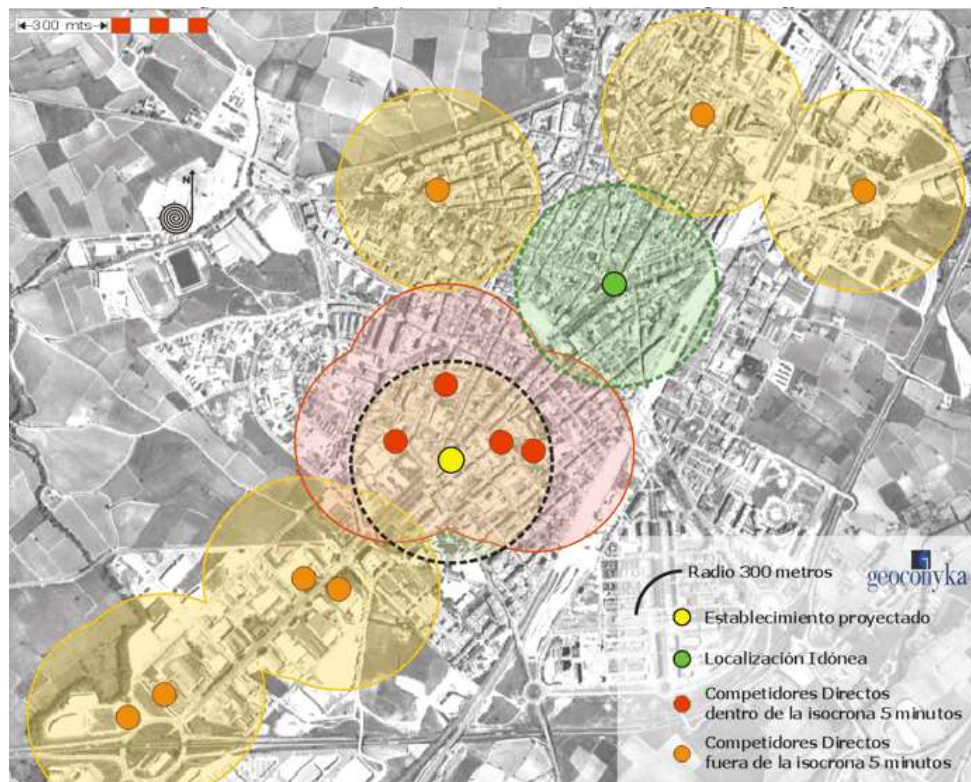 300 mts
N
Radio 300 metros
geoconyka
Establecimiento proyectado
Localización Idónea
Competidores Directos
dentro de la isocrona 5 minutos
Competidores Directos
fuera de la isocrona 5 minutos